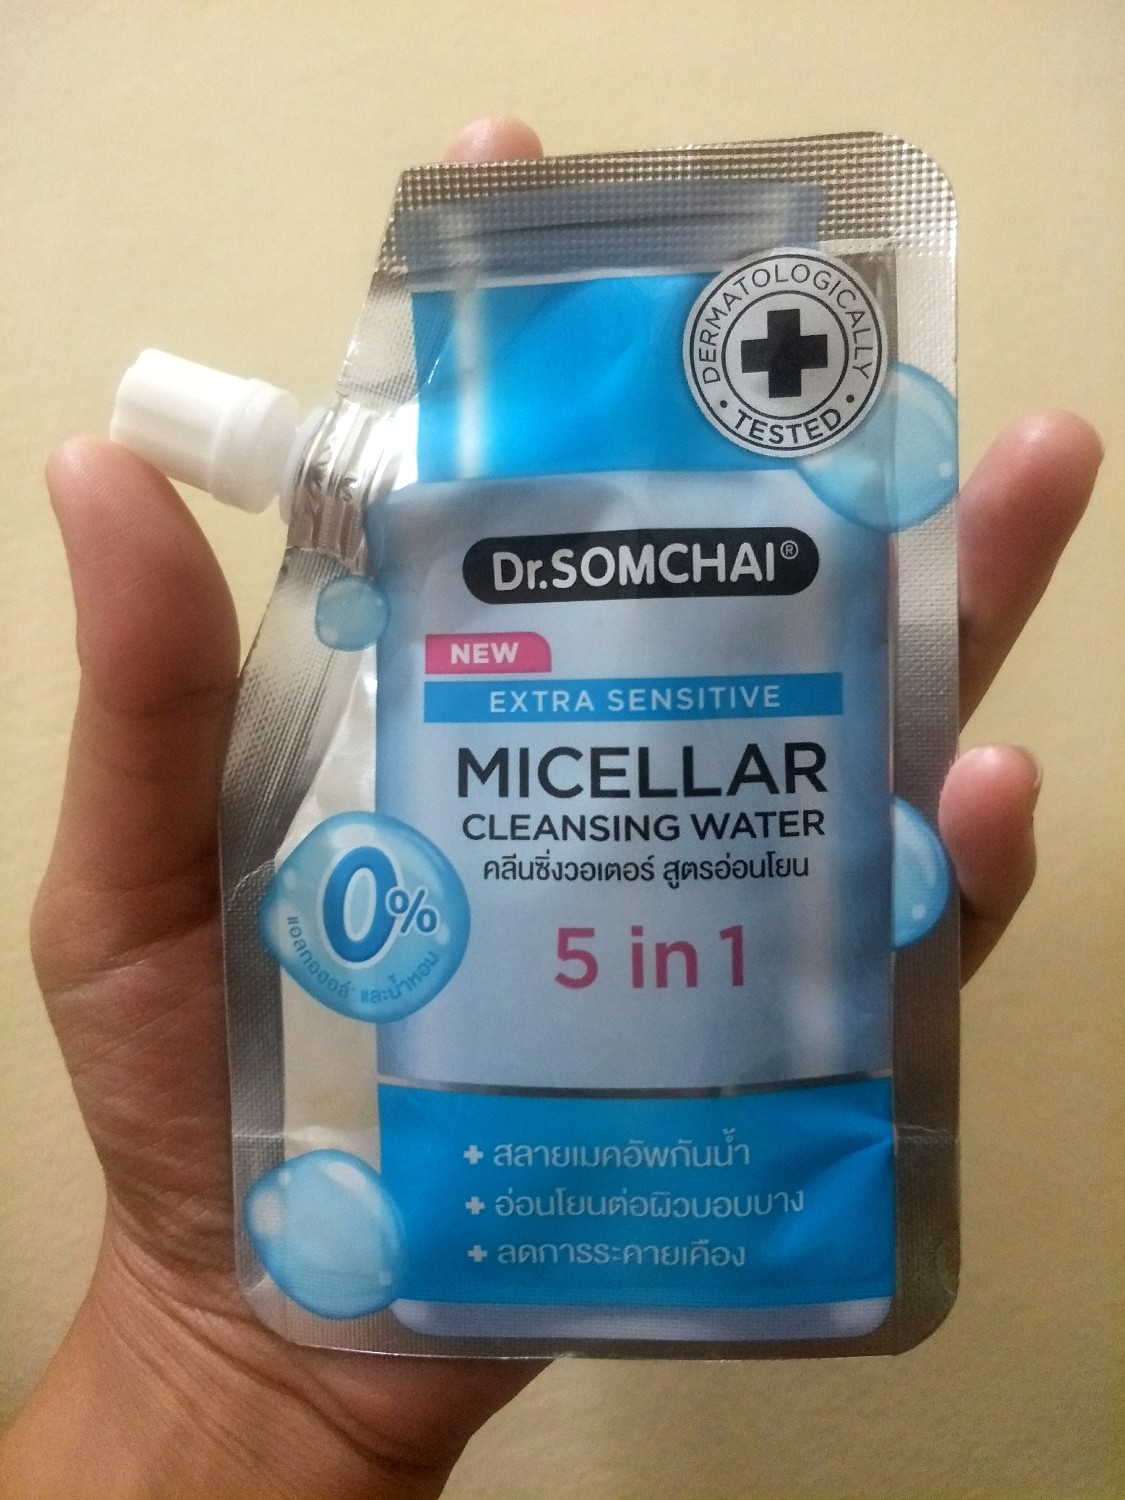 DERMATOLOGICALLY
• TESTED •
Dr.SOMCHAI®
NEW
EXTRA SENSITIVE
MICELLAR
CLEANSING WATER
คลีนซิ่งวอเตอร์ สูตรอ่อนโยน
5 in 1
0%
แอลกอฮอล์* และน้ำหอม
+ สลายเมคอัพกันน้ำ
+ อ่อนโยนต่อผิวบอบบาง
+ ลดการระคายเคือง